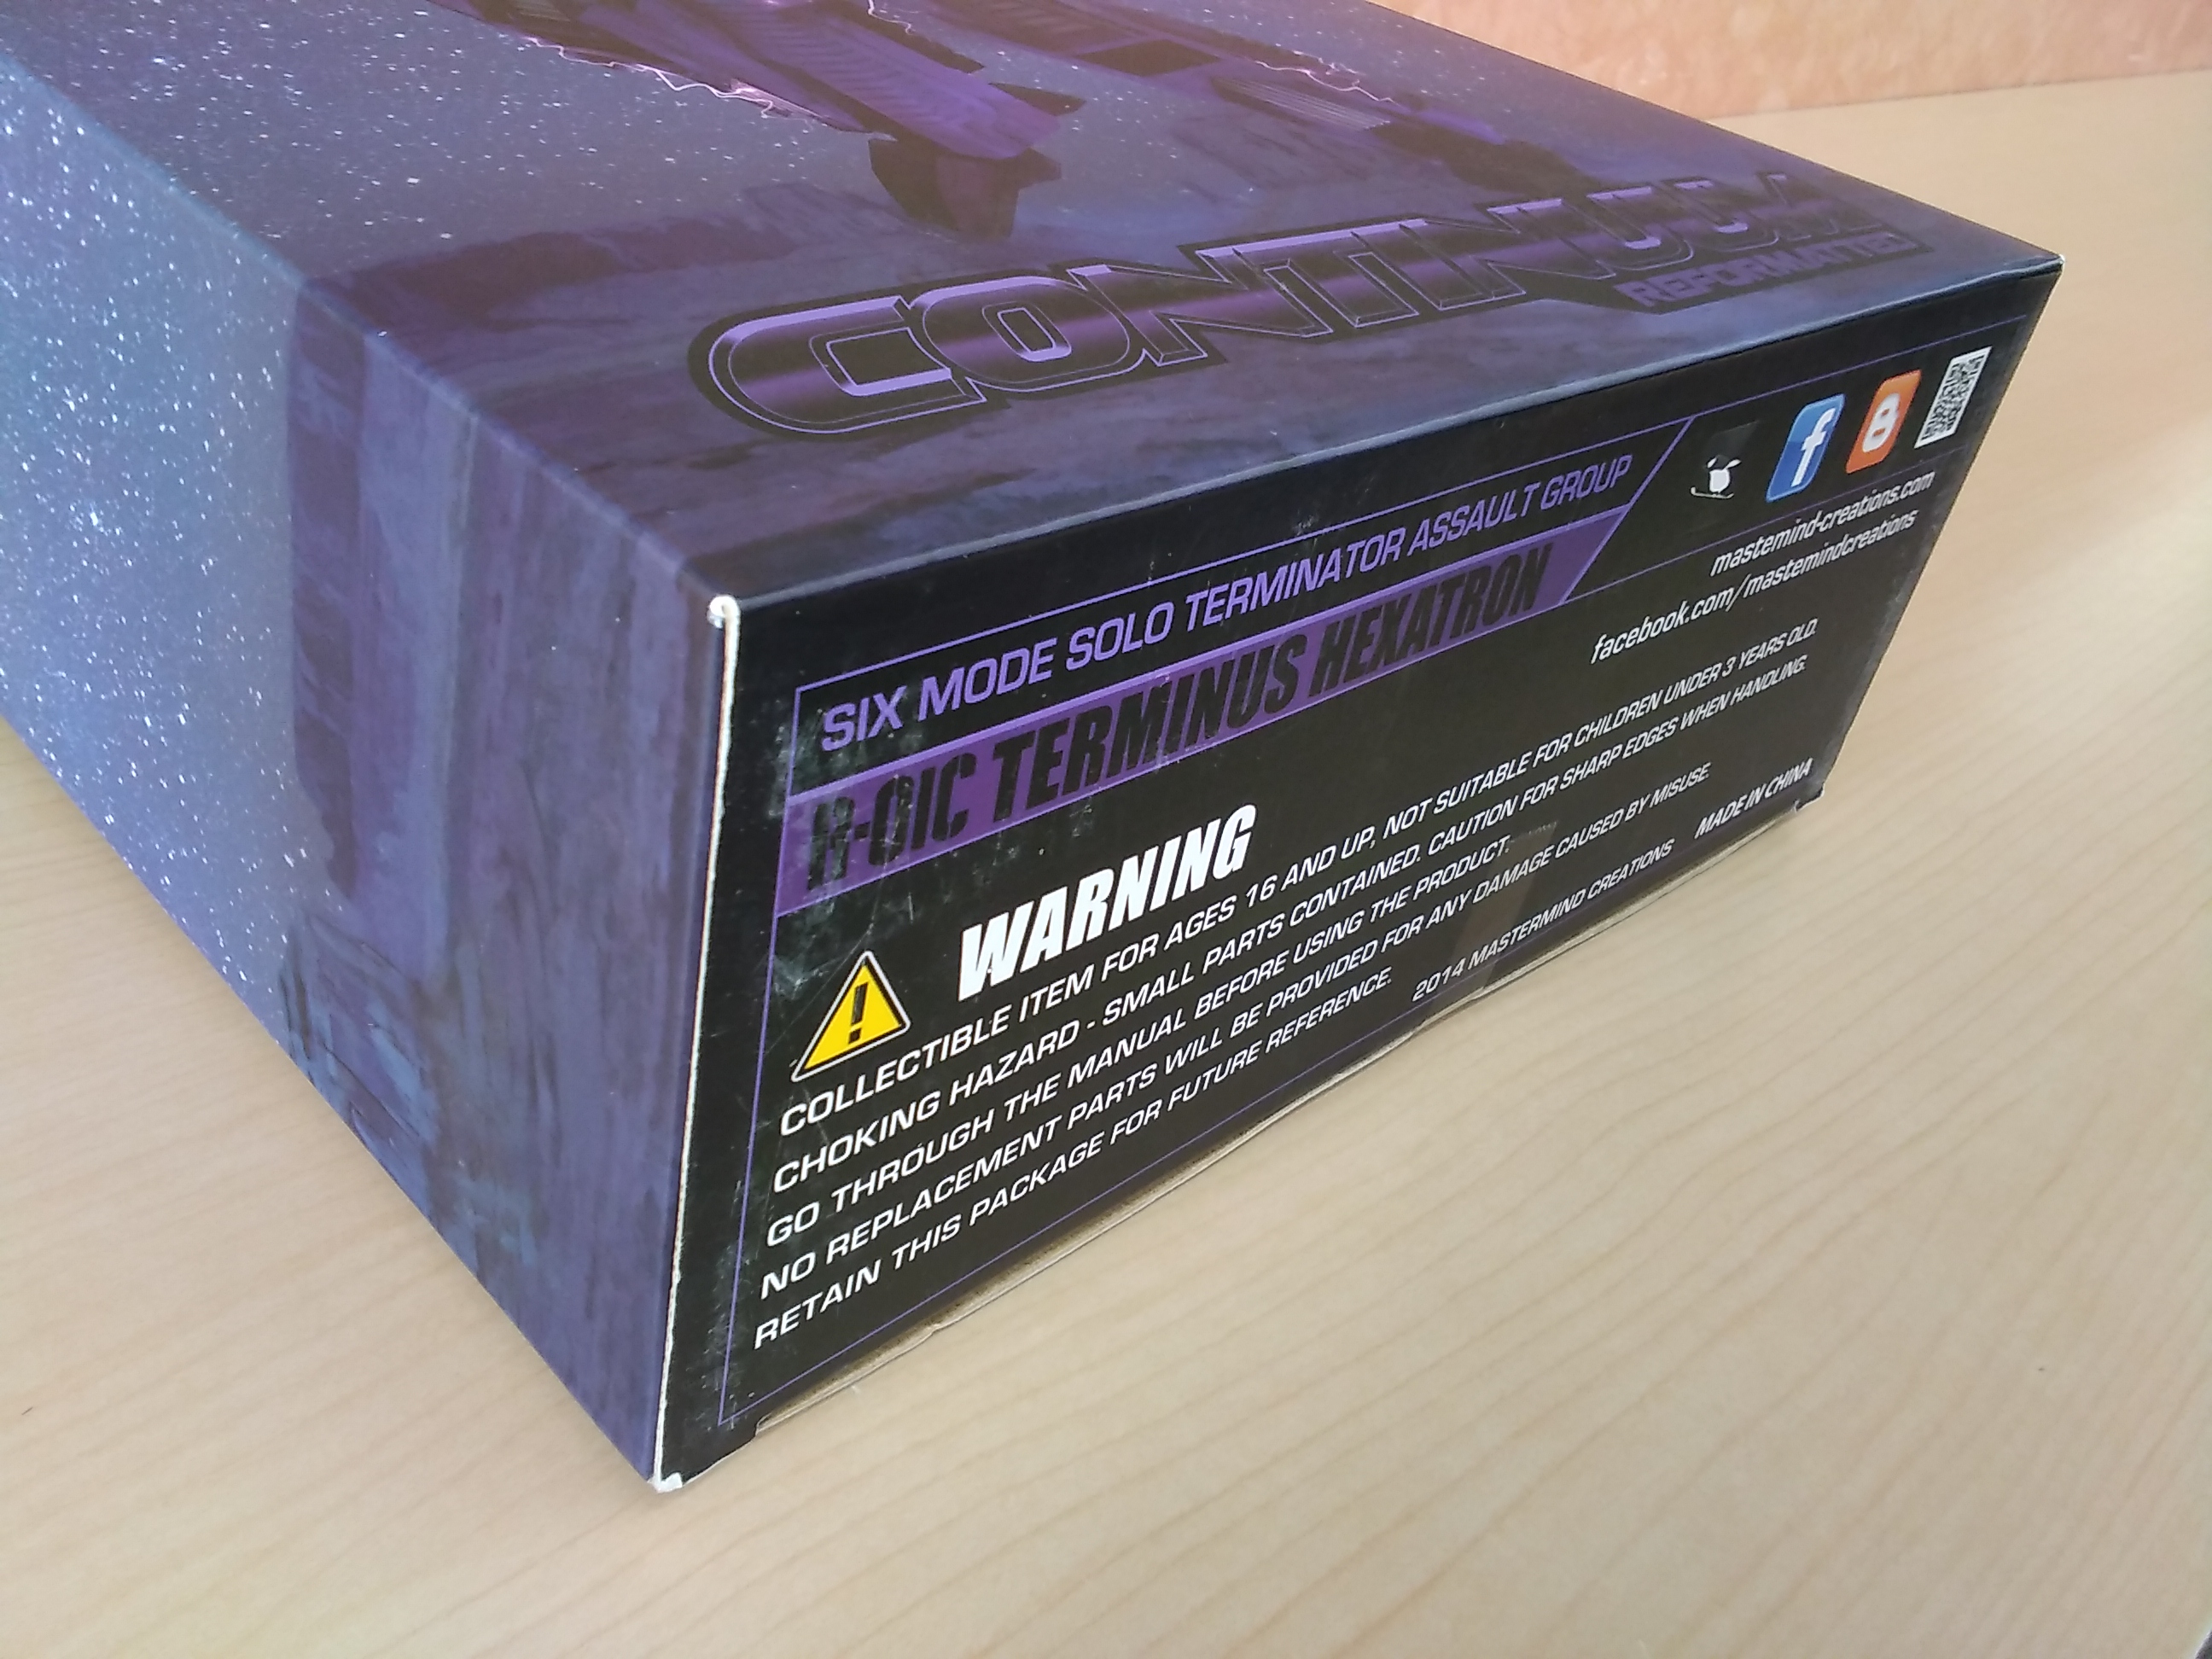 CONTINUUM
REFORMATTED
SIX MODE SOLO TERMINATOR ASSAULT GROUP
R-01C TERMINUS HEXATRON
mastemind-creations.com
facebook.com/mastemindcreations
WARNING
COLLECTIBLE ITEM FOR AGES 16 AND UP, NOT SUITABLE FOR CHILDREN UNDER 3 YEARS OLD.
CHOKING HAZARD - SMALL PARTS CONTAINED. CAUTION FOR SHARP EDGES WHEN HANDLING.
GO THROUGH THE MANUAL BEFORE USING THE PRODUCT.
NO REPLACEMENT PARTS WILL BE PROVIDED FOR ANY DAMAGE CAUSED BY MISUSE.
RETAIN THIS PACKAGE FOR FUTURE REFERENCE.
2014 MASTERMIND CREATIONS MADE IN CHINA